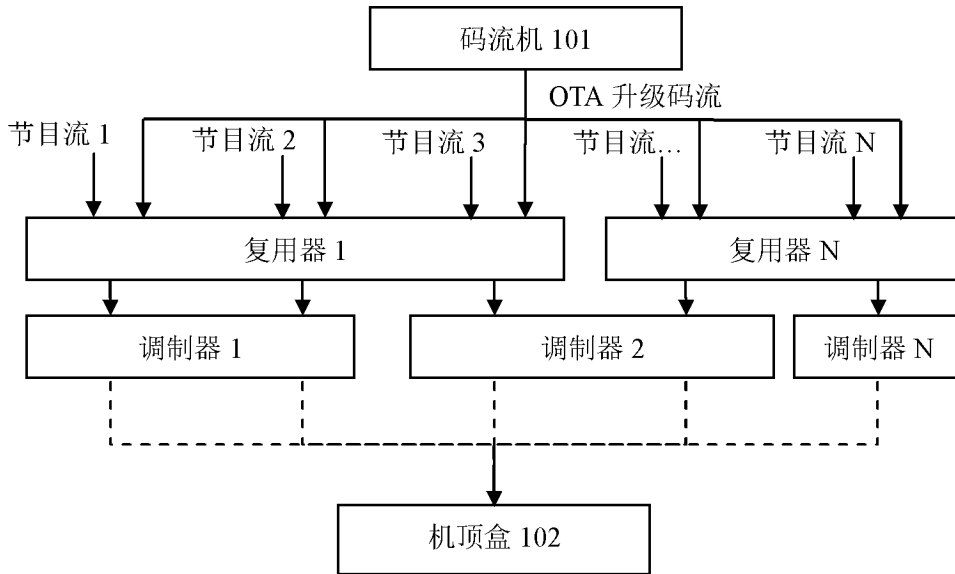 码流机 101
OTA 升级码流
节目流 1
节目流 2
节目流 3
节目流…
节目流 N
复用器 1
复用器 N
调制器 1
调制器 2
调制器 N
机顶盒 102